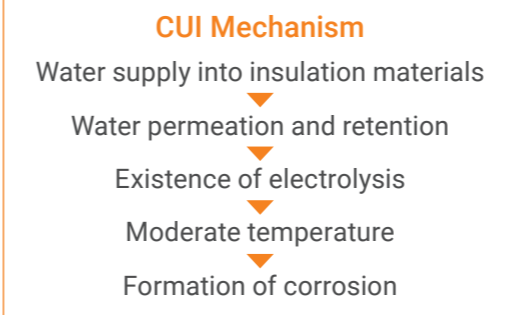 CUI Mechanism
Water supply into insulation materials
Water permeation and retention
Existence of electrolysis
Moderate temperature
Formation of corrosion